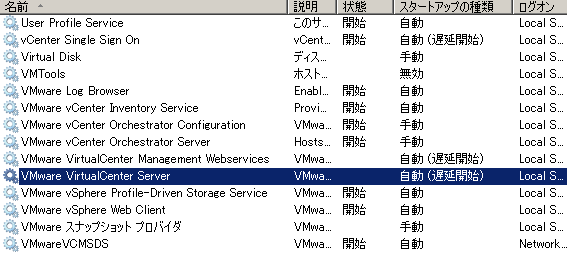 名前 説明 状態 スタートアップの種類 ログオン
User Profile Service このサ... 開始 自動 Local S...
vCenter Single Sign On vCent... 開始 自動 (遅延開始) Local S...
Virtual Disk ディス... 手動 Local S...
VMTools ホスト... 無効 Local S...
VMware Log Browser Enabl... 開始 自動 Local S...
VMware vCenter Inventory Service Provi... 開始 自動 Local S...
VMware vCenter Orchestrator Configuration VMwa... 開始 手動 Local S...
VMware vCenter Orchestrator Server Hosts... 開始 手動 Local S...
VMware VirtualCenter Management Webservices VMwa... 自動 (遅延開始) Local S...
VMware VirtualCenter Server VMwa... 自動 (遅延開始) Local S...
VMware vSphere Profile-Driven Storage Service VMwa... 開始 自動 Local S...
VMware vSphere Web Client VMwa... 開始 自動 Local S...
VMware スナップショット プロバイダ VMwa... 手動 Local S...
VMwareVCMSDS VMwa... 開始 自動 Network...